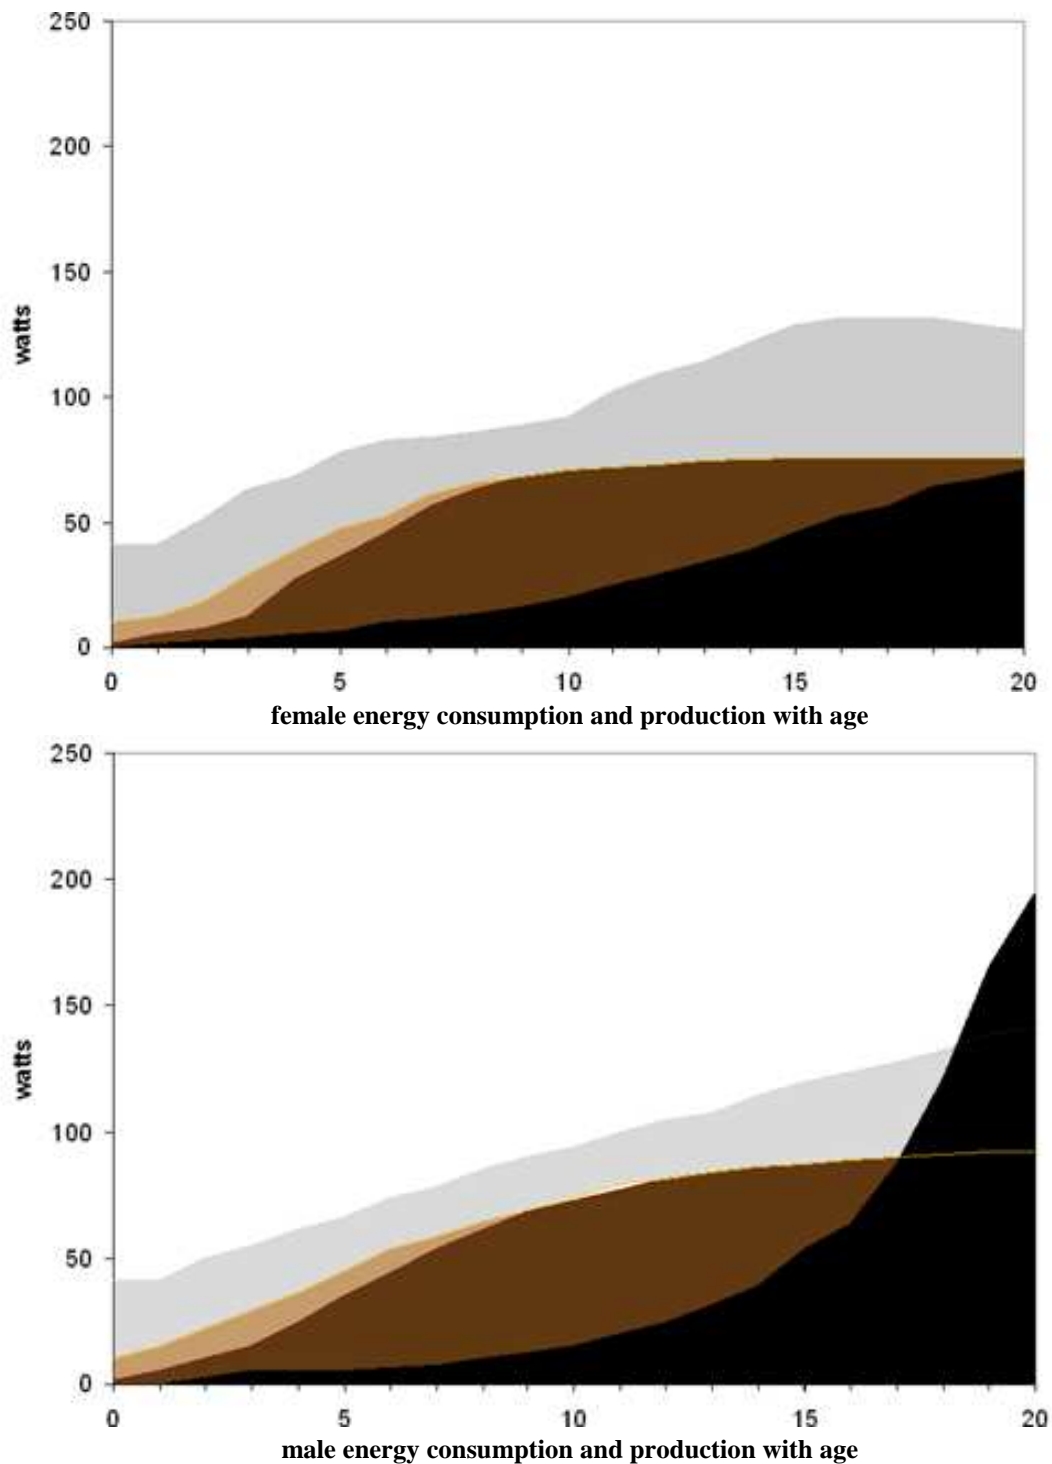 250
200
150
100
50
0
watts
0 5 10 15 20
female energy consumption and production with age
250
200
150
100
50
0
watts
0 5 10 15 20
male energy consumption and production with age